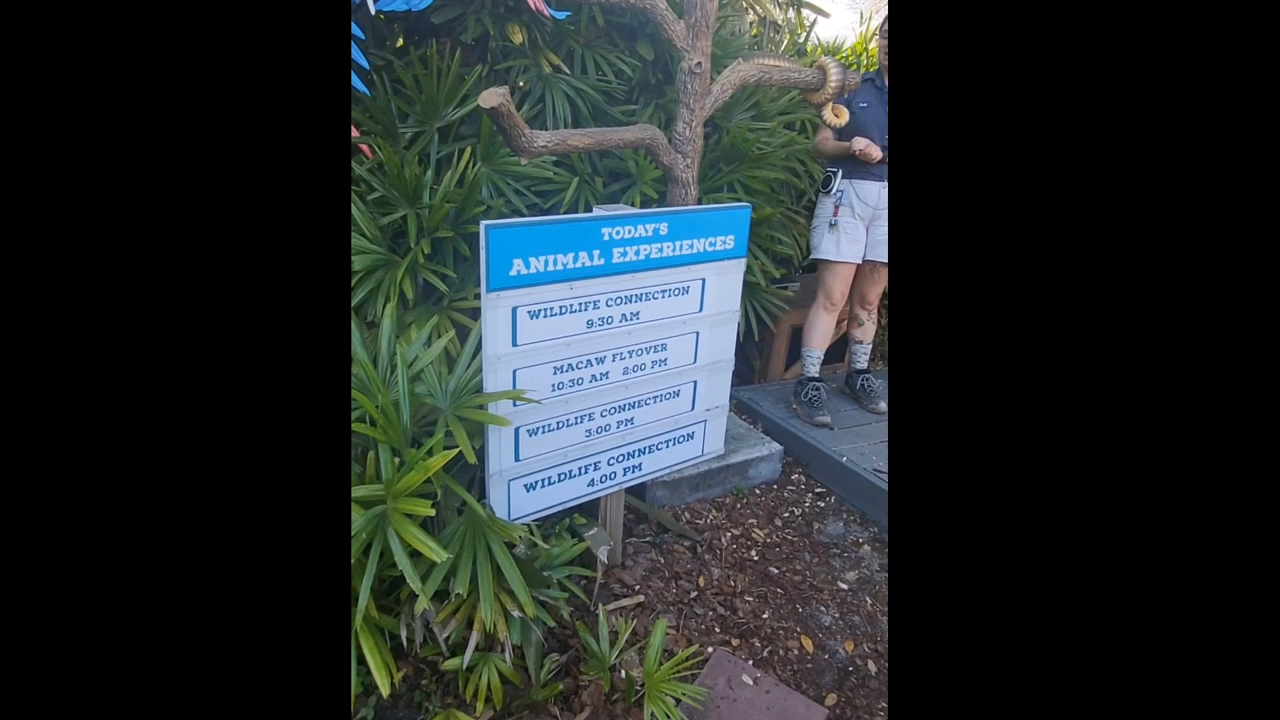 TODAY'S
ANIMAL EXPERIENCES
WILDLIFE CONNECTION
9:30 AM
MACAW FLYOVER
10:30 AM 2:00 PM
WILDLIFE CONNECTION
3:00 PM
WILDLIFE CONNECTION
4:00 PM